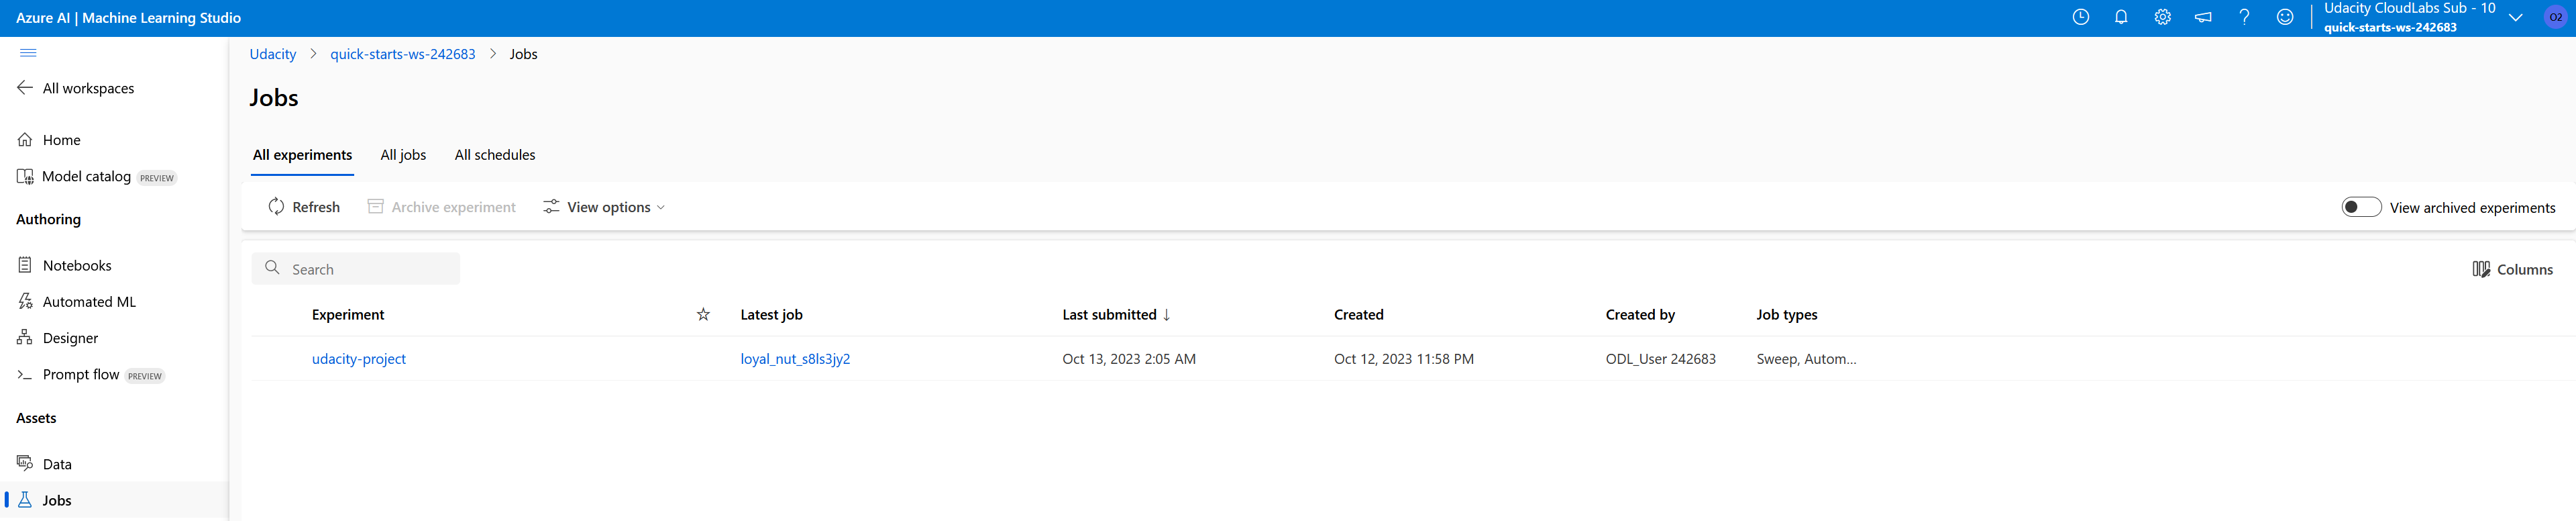 Azure AI | Machine Learning Studio
Udacity CloudLabs Sub - 10
quick-starts-ws-242683
O2
All workspaces
Home
Model catalog PREVIEW
Authoring
Notebooks
Automated ML
Designer
Prompt flow PREVIEW
Assets
Data
Jobs
Udacity > quick-starts-ws-242683 > Jobs
Jobs
All experiments All jobs All schedules
Refresh Archive experiment View options View archived experiments
Search Columns
Experiment Latest job Last submitted ↓ Created Created by Job types
udacity-project loyal_nut_s8ls3jy2 Oct 13, 2023 2:05 AM Oct 12, 2023 11:58 PM ODL_User 242683 Sweep, Autom...